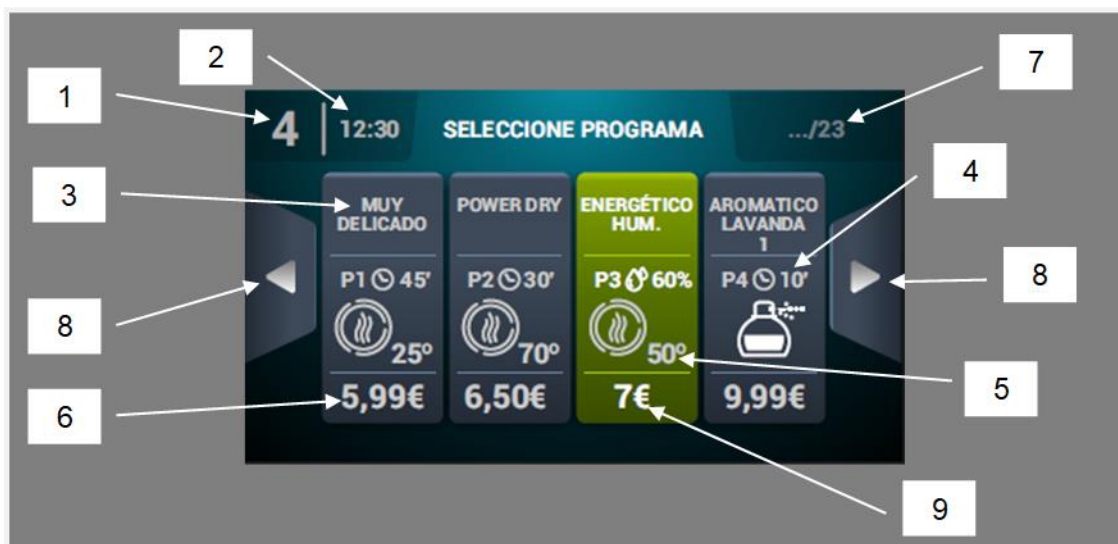 2
7
1
4 12:30 SELECCIONE PROGRAMA .../23
4
3
MUY
DELICADO
P1 45'
25º
5,99€
POWER DRY
P2 30'
70º
6,50€
ENERGÉTICO
HUM.
P3 60%
50º
7€
AROMATICO
LAVANDA
1
P4 10'
9,99€
8
8
5
6
9